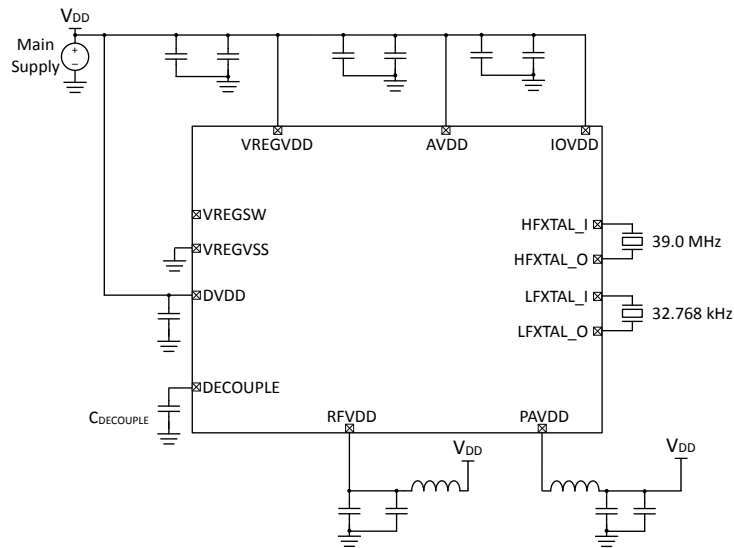 VDD
Main
Supply
+
–
VREGVDD
AVDD
IOVDD
VREGSW
HFXTAL_I
39.0 MHz
VREGVSS
HFXTAL_O
DVDD
LFXTAL_I
32.768 kHz
LFXTAL_O
DECOUPLE
CDECOUPLE
RFVDD
PAVDD
VDD
VDD